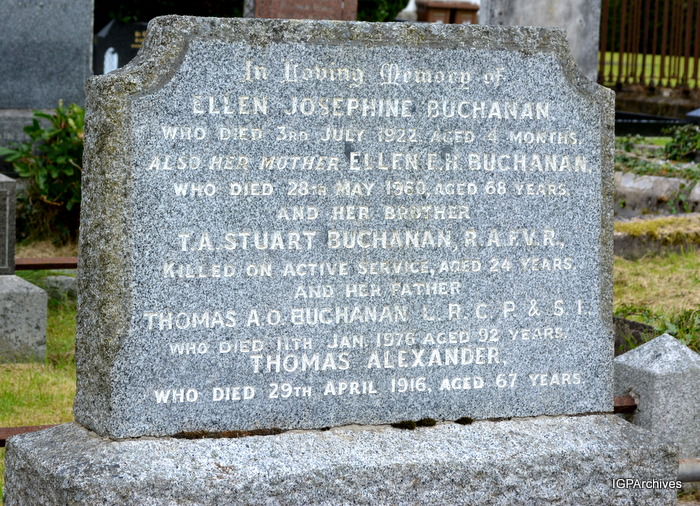 In Loving Memory of
ELLEN JOSEPHINE BUCHANAN.
WHO DIED 3RD JULY 1922, AGED 4 MONTHS.
ALSO HER MOTHER ELLEN E.H. BUCHANAN,
WHO DIED 28TH MAY 1960, AGED 68 YEARS.
AND HER BROTHER
T.A. STUART BUCHANAN, R.A.F.V.R.,
KILLED ON ACTIVE SERVICE, AGED 24 YEARS,
AND HER FATHER
THOMAS A.O. BUCHANAN L.R.C.P. & S.I.
WHO DIED 11TH JAN. 1976 AGED 92 YEARS.
THOMAS ALEXANDER.
WHO DIED 29TH APRIL 1916, AGED 67 YEARS.
IGPArchives